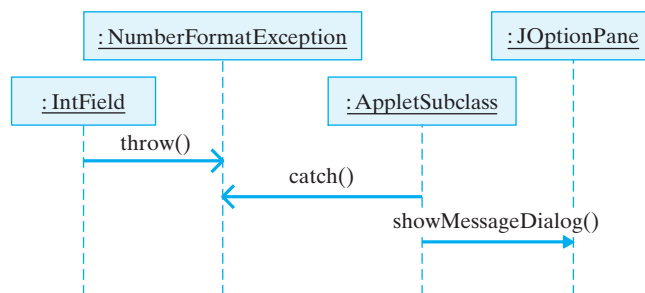 : NumberFormatException
: JOptionPane
: IntField
: AppletSubclass
throw()
catch()
showMessageDialog()